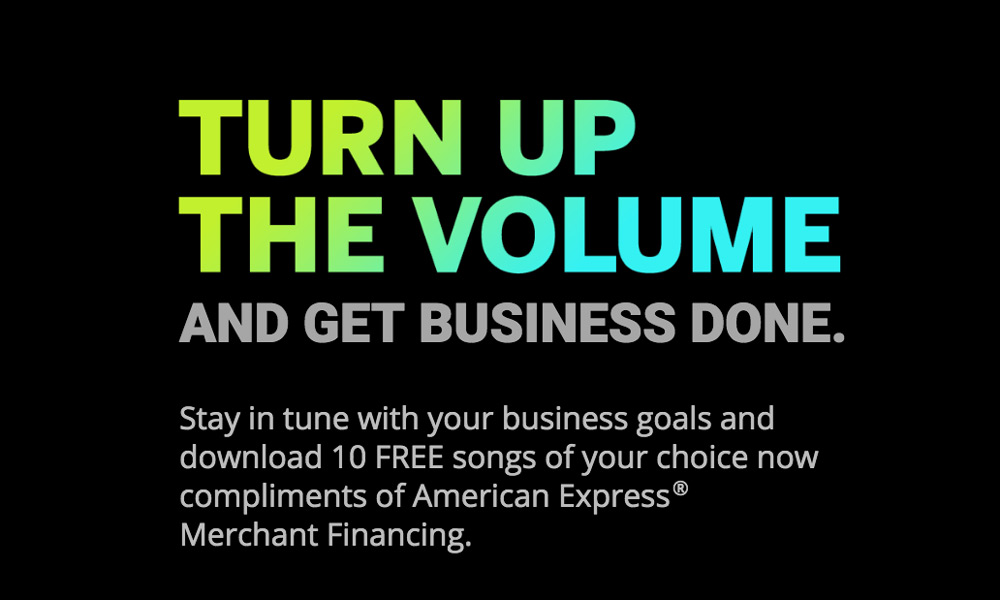 TURN UP
THE VOLUME
AND GET BUSINESS DONE.
Stay in tune with your business goals and
download 10 FREE songs of your choice now
compliments of American Express®
Merchant Financing.